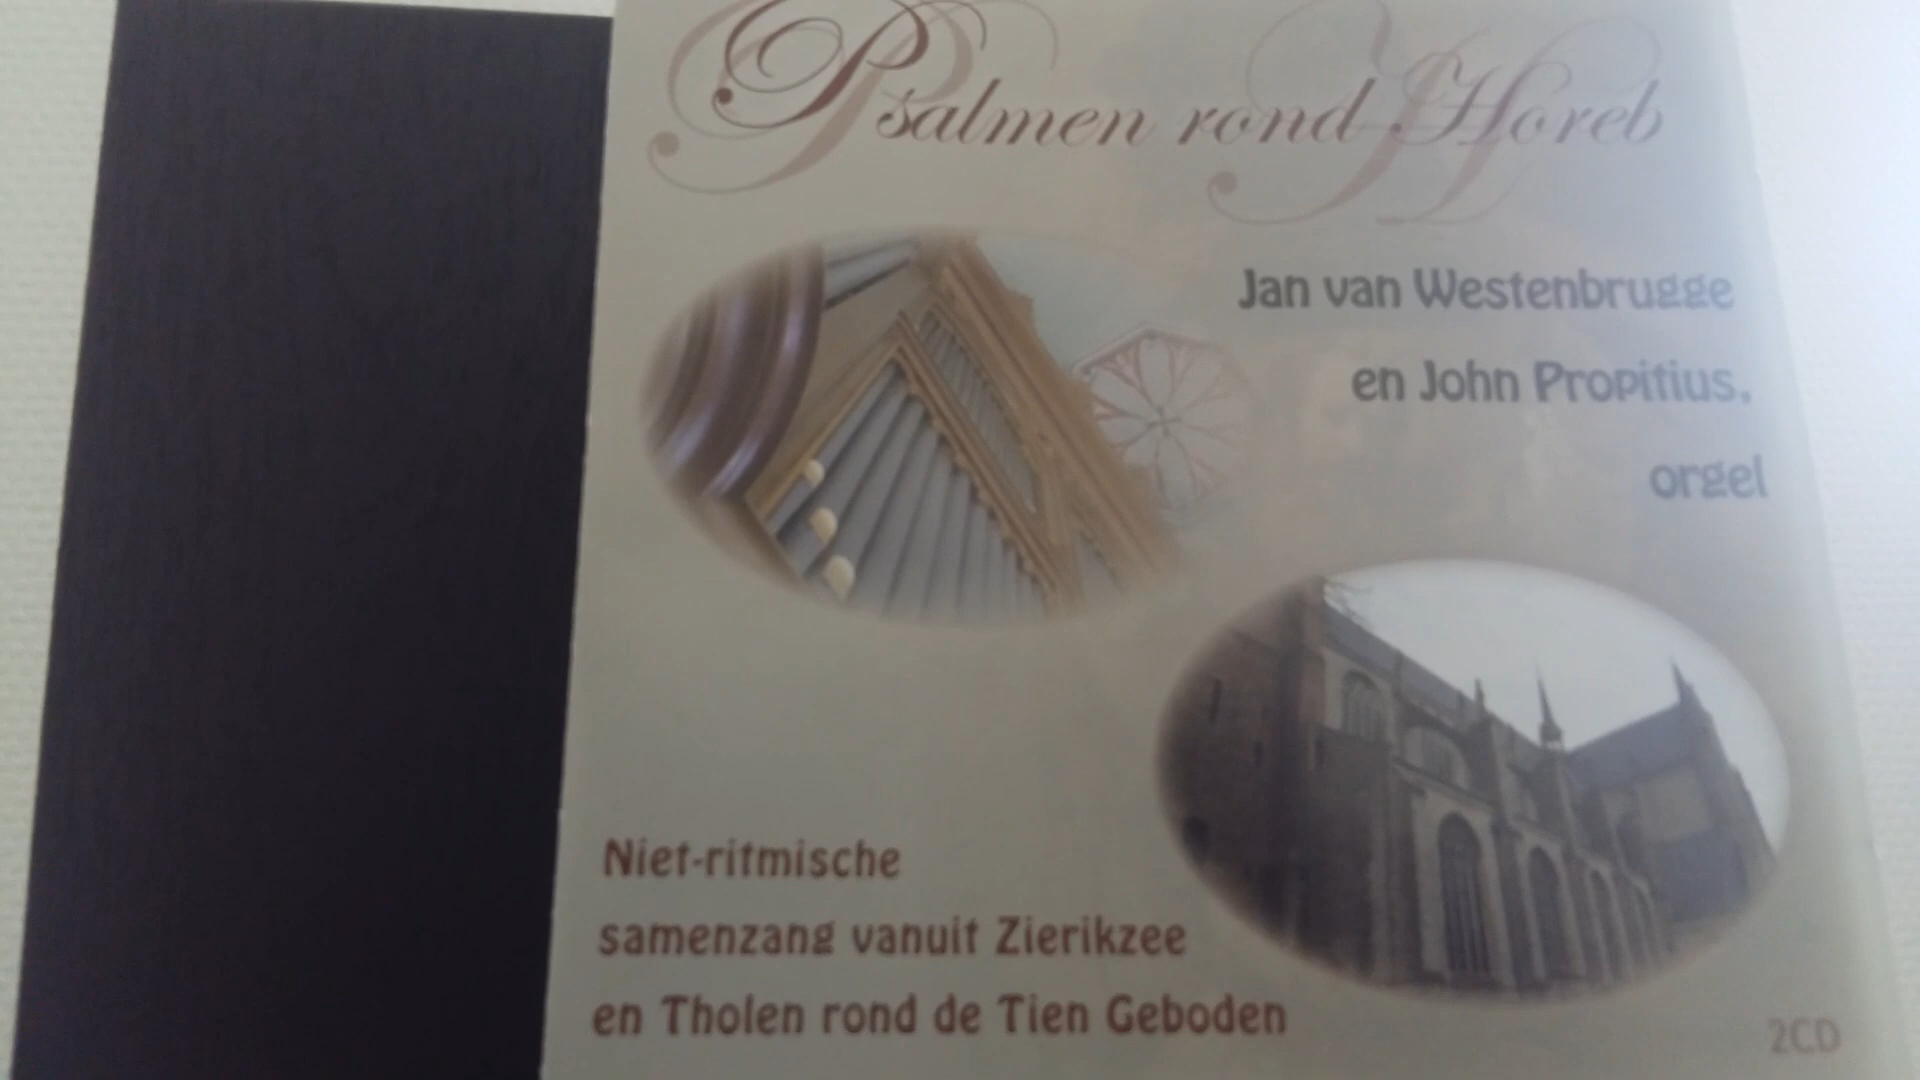 Psalmen rond Horeb
Jan van Westenbrugge
en John Propitius,
orgel
Niet-ritmische
samenzang vanuit Zierikzee
en Tholen rond de Tien Geboden
2CD